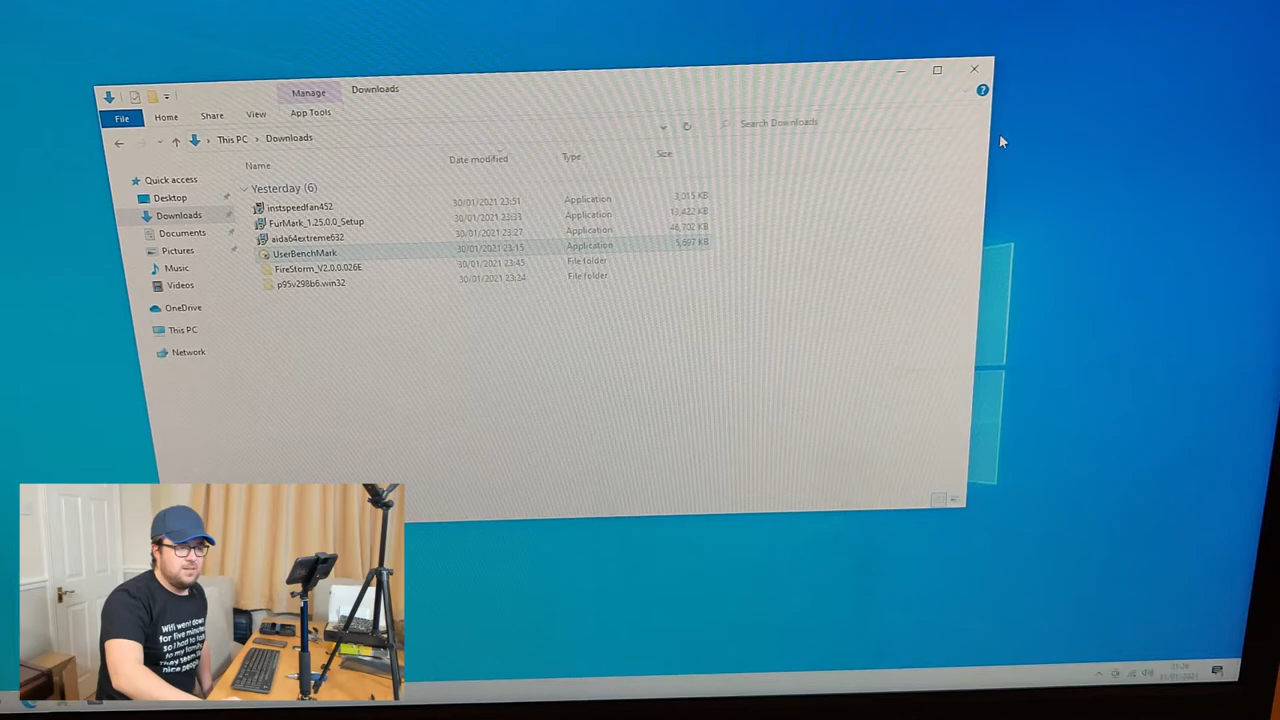 Manage
Downloads
File
Home
Share
View
App Tools
This PC
Downloads
Search Downloads
Name
Date modified
Type
Size
Quick access
Desktop
Downloads
Documents
Pictures
Music
Videos
OneDrive
This PC
Network
Yesterday (6)
instspeedfan452 30/01/2021 23:51 Application 3,015 KB
FurMark_1.25.0.0_Setup 30/01/2021 23:33 Application 13,422 KB
aida64extreme632 30/01/2021 23:27 Application 46,702 KB
UserBenchMark 30/01/2021 23:15 Application 5,697 KB
FireStorm_V2.0.0.026E 30/01/2021 23:45 File folder
p95v298b6.win32 30/01/2021 23:24 File folder
Wifi went down
for five minutes
so I had to talk
to my family
They seem like
nice people
31/01/2021